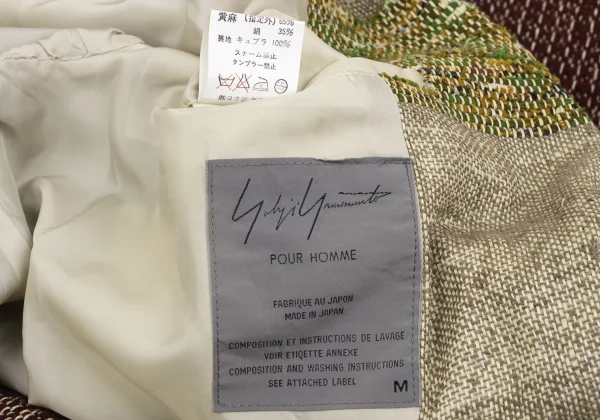 黄麻 (指定外) 65%
絹 35%
裏地 キュプラ 100%
スチーム禁止
タンブラー禁止
Yohji Yamamoto
POUR HOMME
FABRIQUE AU JAPON
MADE IN JAPAN
COMPOSITION ET INSTRUCTIONS DE LAVAGE
VOIR ETIQETTE ANNEXE
COMPOSITION AND WASHING INSTRUCTIONS
SEE ATTACHED LABEL
M